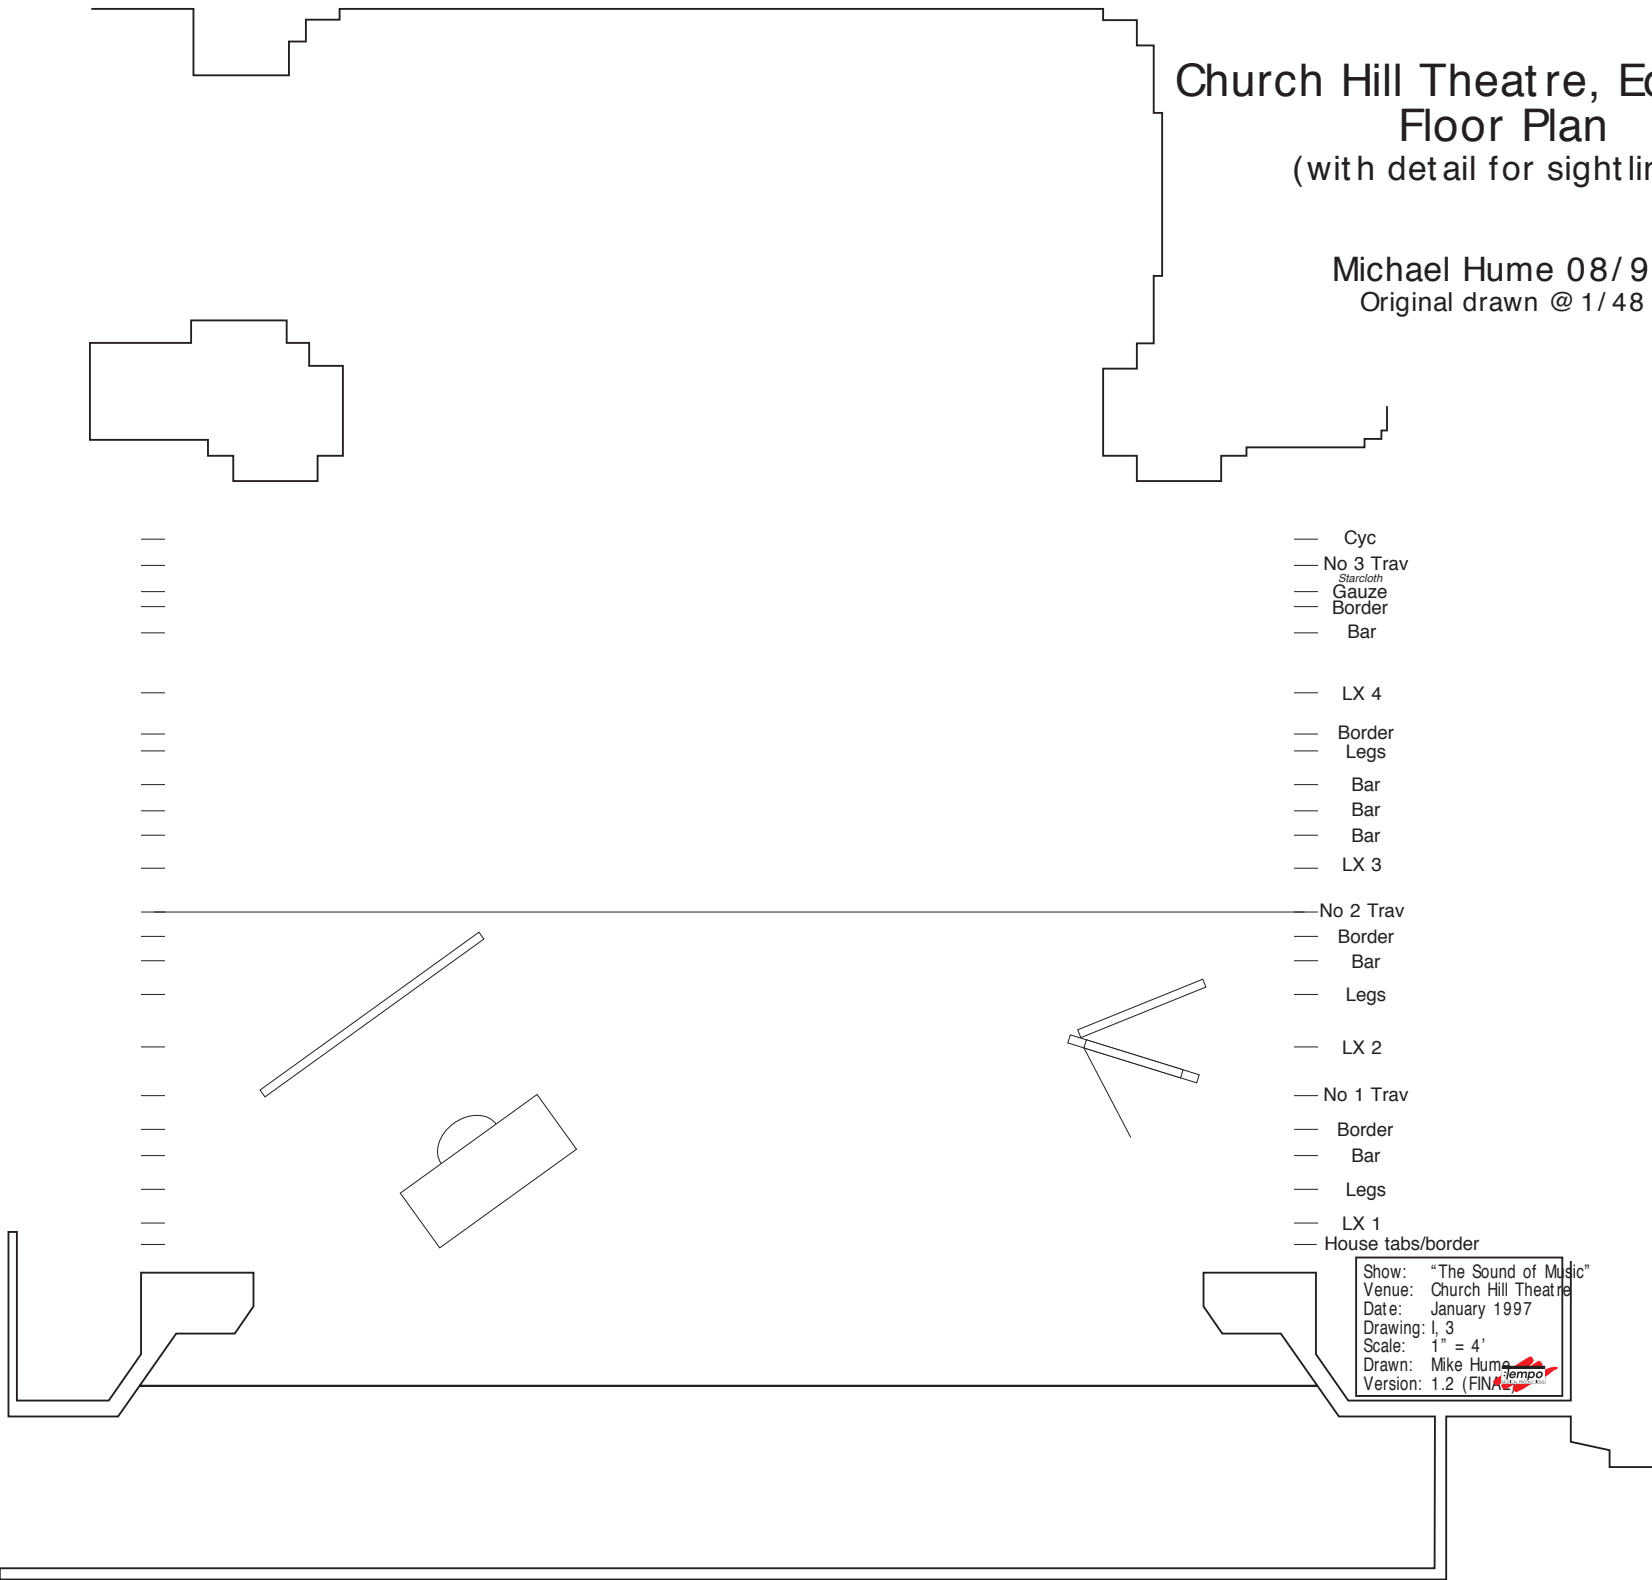 Church Hill Theatre, Ed
Floor Plan
(with detail for sightlin
Michael Hume 08/9
Original drawn @ 1/48
Cyc
No 3 Trav
Starcloth
Gauze
Border
Bar
LX 4
Border
Legs
Bar
Bar
Bar
LX 3
No 2 Trav
Border
Bar
Legs
LX 2
No 1 Trav
Border
Bar
Legs
LX 1
House tabs/border
Show: “The Sound of Music”
Venue: Church Hill Theatre
Date: January 1997
Drawing: I, 3
Scale: 1” = 4’
Drawn: Mike Hume
Version: 1.2 (FINAL)
Tempo